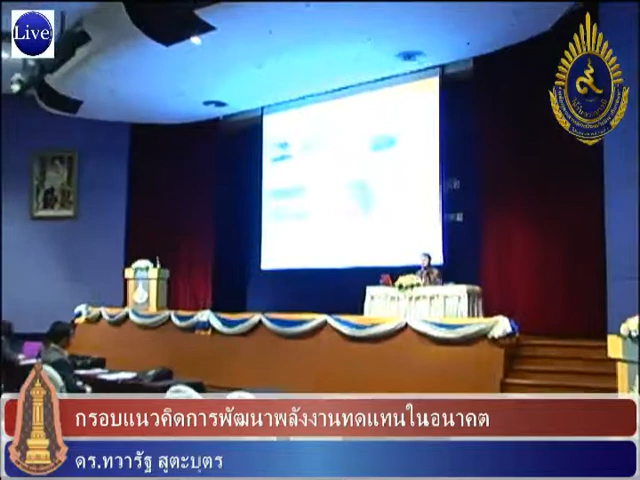 Live
กรอบแนวคิดการพัฒนาพลังงานทดแทนในอนาคต
ดร.ทวารัฐ สูตะบุตร